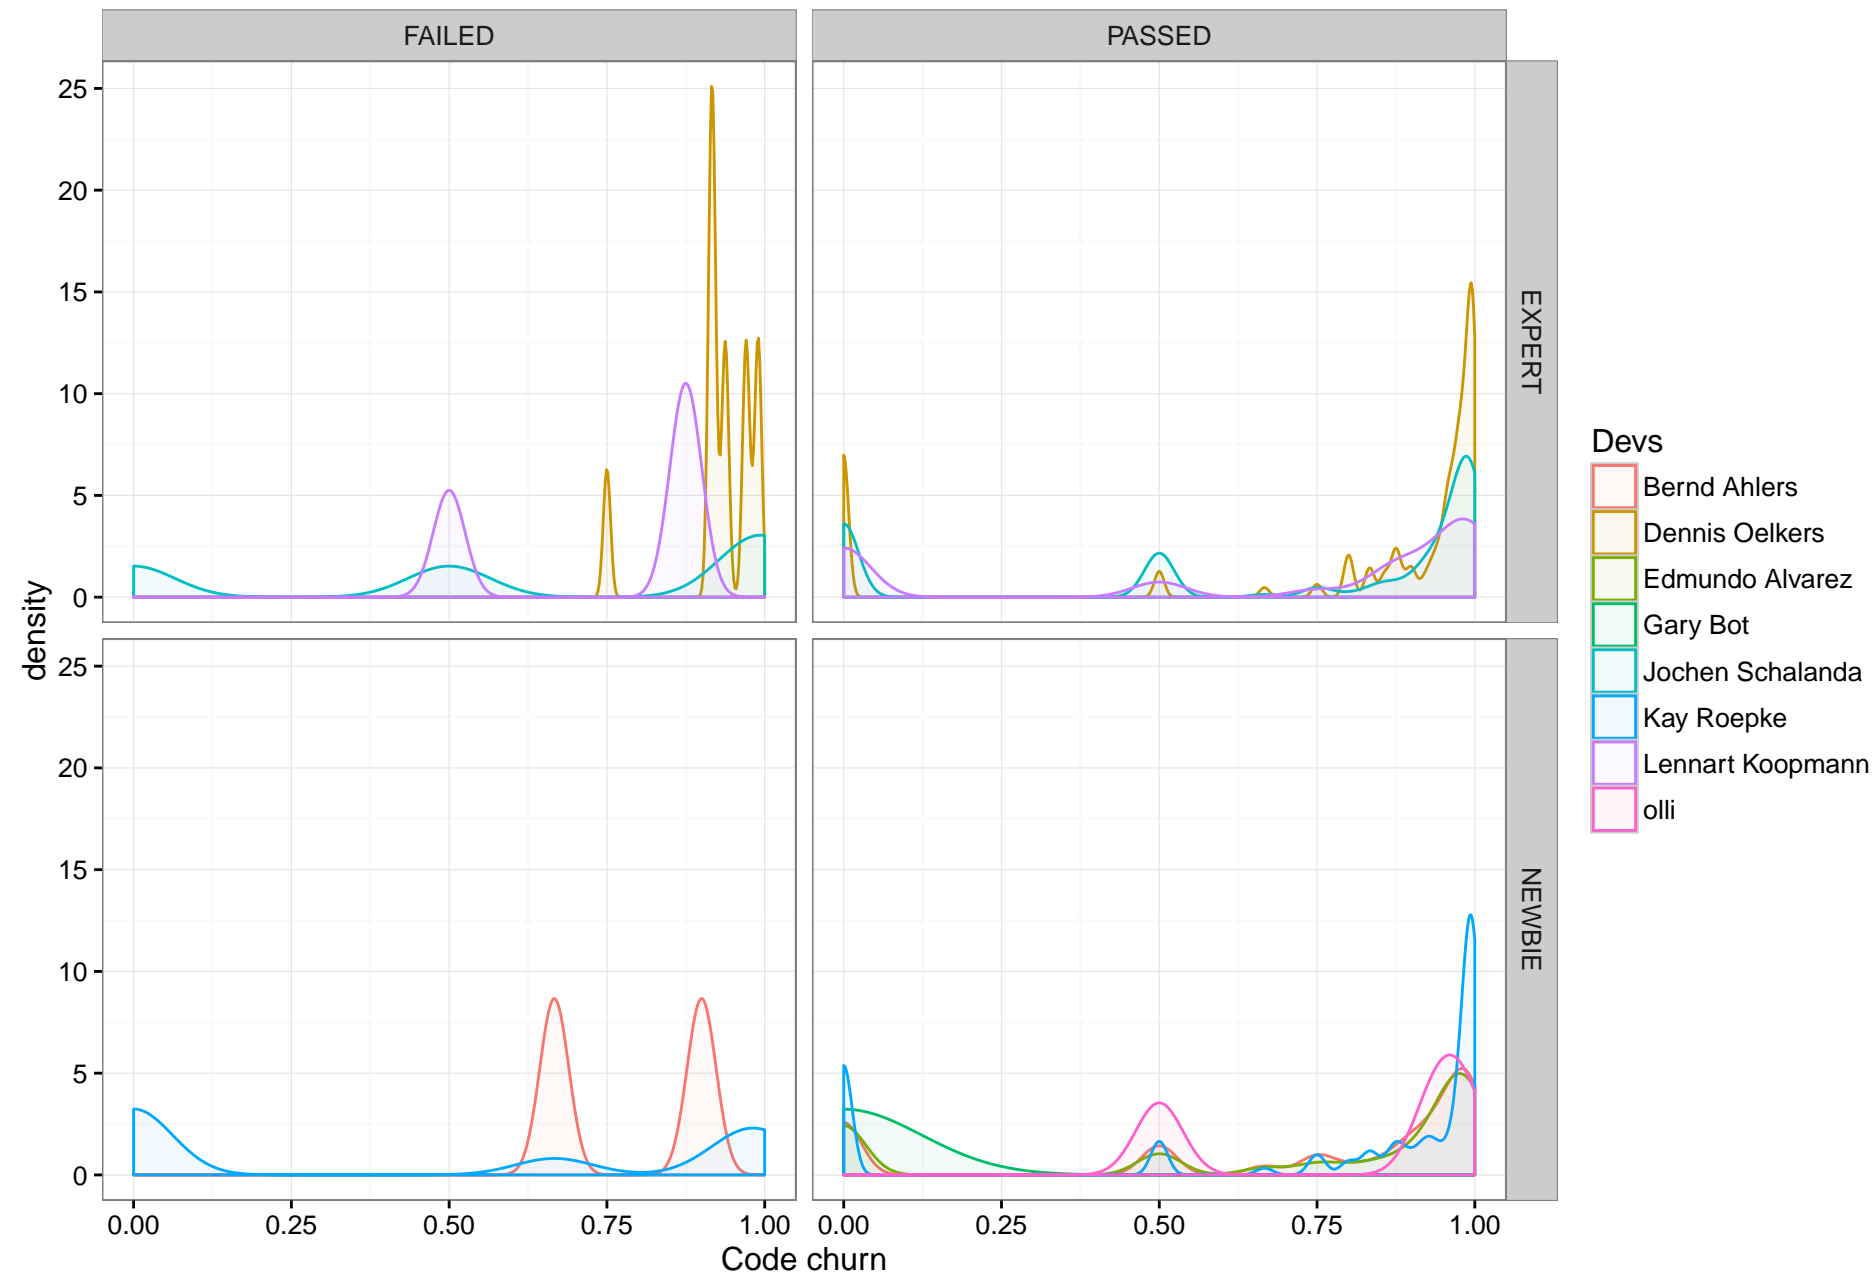 FAILED
PASSED
25
20
15
10
5
0
EXPERT
25
20
15
10
5
0
NEWBIE
density
0.00 0.25 0.50 0.75 1.00
0.00 0.25 0.50 0.75 1.00
Code churn
Devs
Bernd Ahlers
Dennis Oelkers
Edmundo Alvarez
Gary Bot
Jochen Schalanda
Kay Roepke
Lennart Koopmann
olli